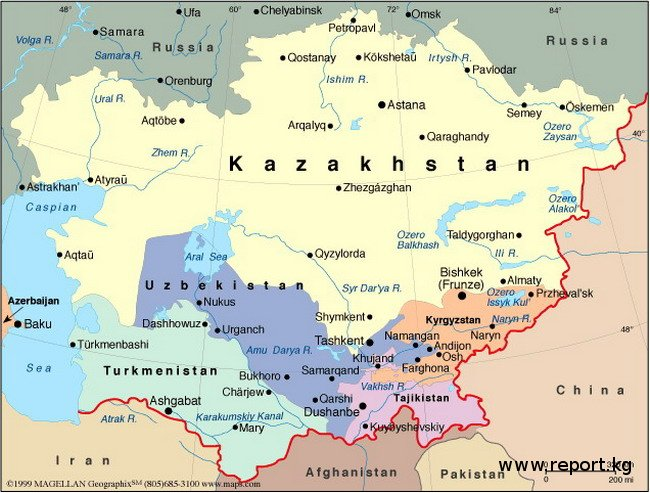 48°
60°
72°
84°
Ufa
Chelyabinsk
Omsk
Petropavl
Volga R.
Samara
Russia
Russia
Samara R.
Qostanay
Kökshetaū
Irtysh R.
Pavlodar
Orenburg
Ishim R.
Ural R.
Astana
Semey
Öskemen
Aqtöbe
Arqalyq
Qaraghandy
Ozero
Zaysan
40°
Zhem R.
Kazakhstan
Astrakhan'
Atyraū
Zhezgázghan
Caspian
Ozero
Alakol'
Aqtaū
Aral Sea
Qyzylorda
Ozero
Balkhash
Taldyqorghan
Ili R.
Uzbekistan
Bishkek
(Frunze)
Almaty
Syr Dar'ya R.
Ozero
Issyk Kul'
Przheval'sk
Azerbaijan
Nukus
Shymkent
Kyrgyzstan
Naryn R.
Baku
Dashhowuz
Urganch
Tashkent
Namangan
Naryn
48°
Türkmenbashi
Amu Darya R.
Khujand
Andijon
Osh
Farghona
Sea
Turkmenistan
Bukhoro
Samarqand
Vakhsh R.
Chärjew
Qarshi
Tajikistan
China
Ashgabat
Dushanbe
Atrak R.
Karakumskiy Kanal
Mary
Kuybyshevskiy
Iran
Afghanistan
Pakistan
www.report.kg
©1999 MAGELLAN Geographix℠ (805)685-3100 www.maps.com
200 mi